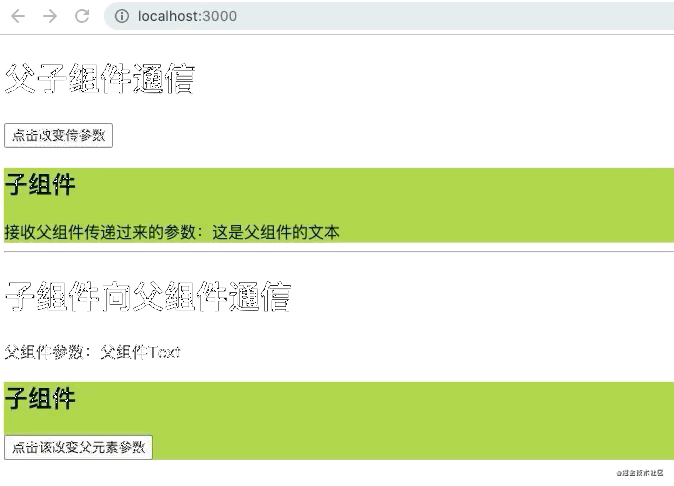 localhost:3000
父子组件通信
点击改变传参数
子组件
接收父组件传递过来的参数：这是父组件的文本
子组件向父组件通信
父组件参数：父组件Text
子组件
点击该改变父元素参数
@掘金技术社区